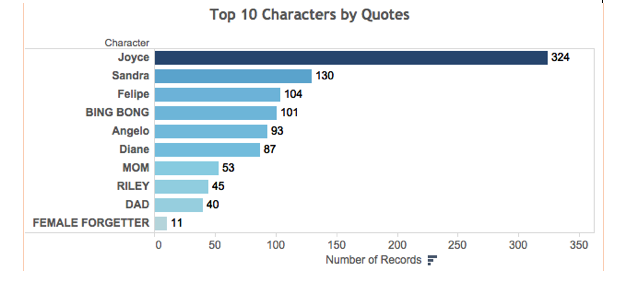 Top 10 Characters by Quotes
Character
Joyce 324
Sandra 130
Felipe 104
BING BONG 101
Angelo 93
Diane 87
MOM 53
RILEY 45
DAD 40
FEMALE FORGETTER 11
0 50 100 150 200 250 300 350
Number of Records